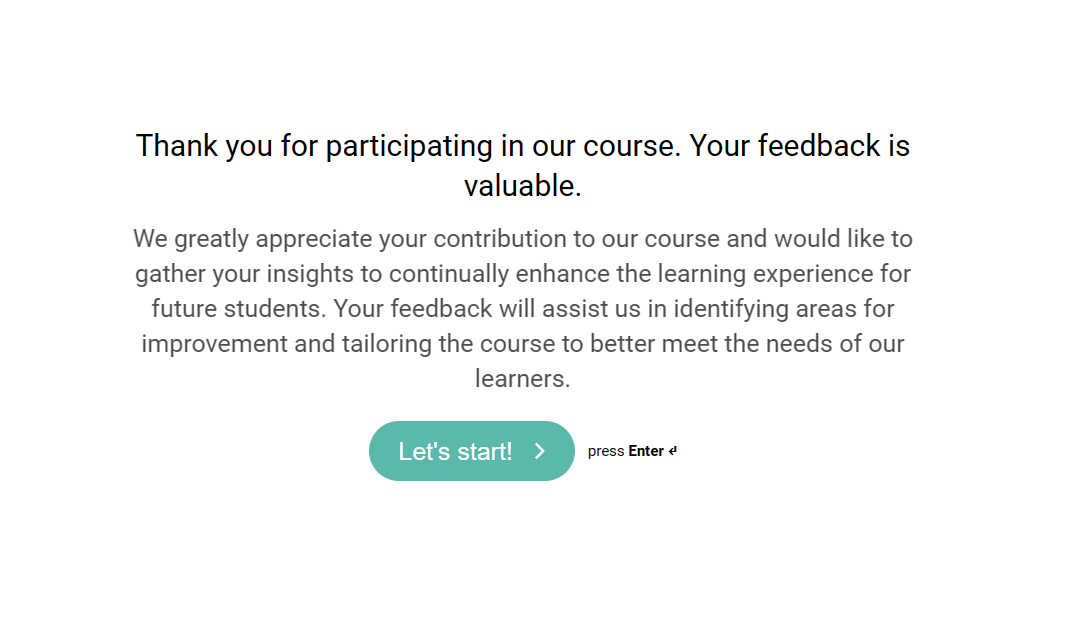 Thank you for participating in our course. Your feedback is
valuable.
We greatly appreciate your contribution to our course and would like to
gather your insights to continually enhance the learning experience for
future students. Your feedback will assist us in identifying areas for
improvement and tailoring the course to better meet the needs of our
learners.
Let's start! press Enter ↵